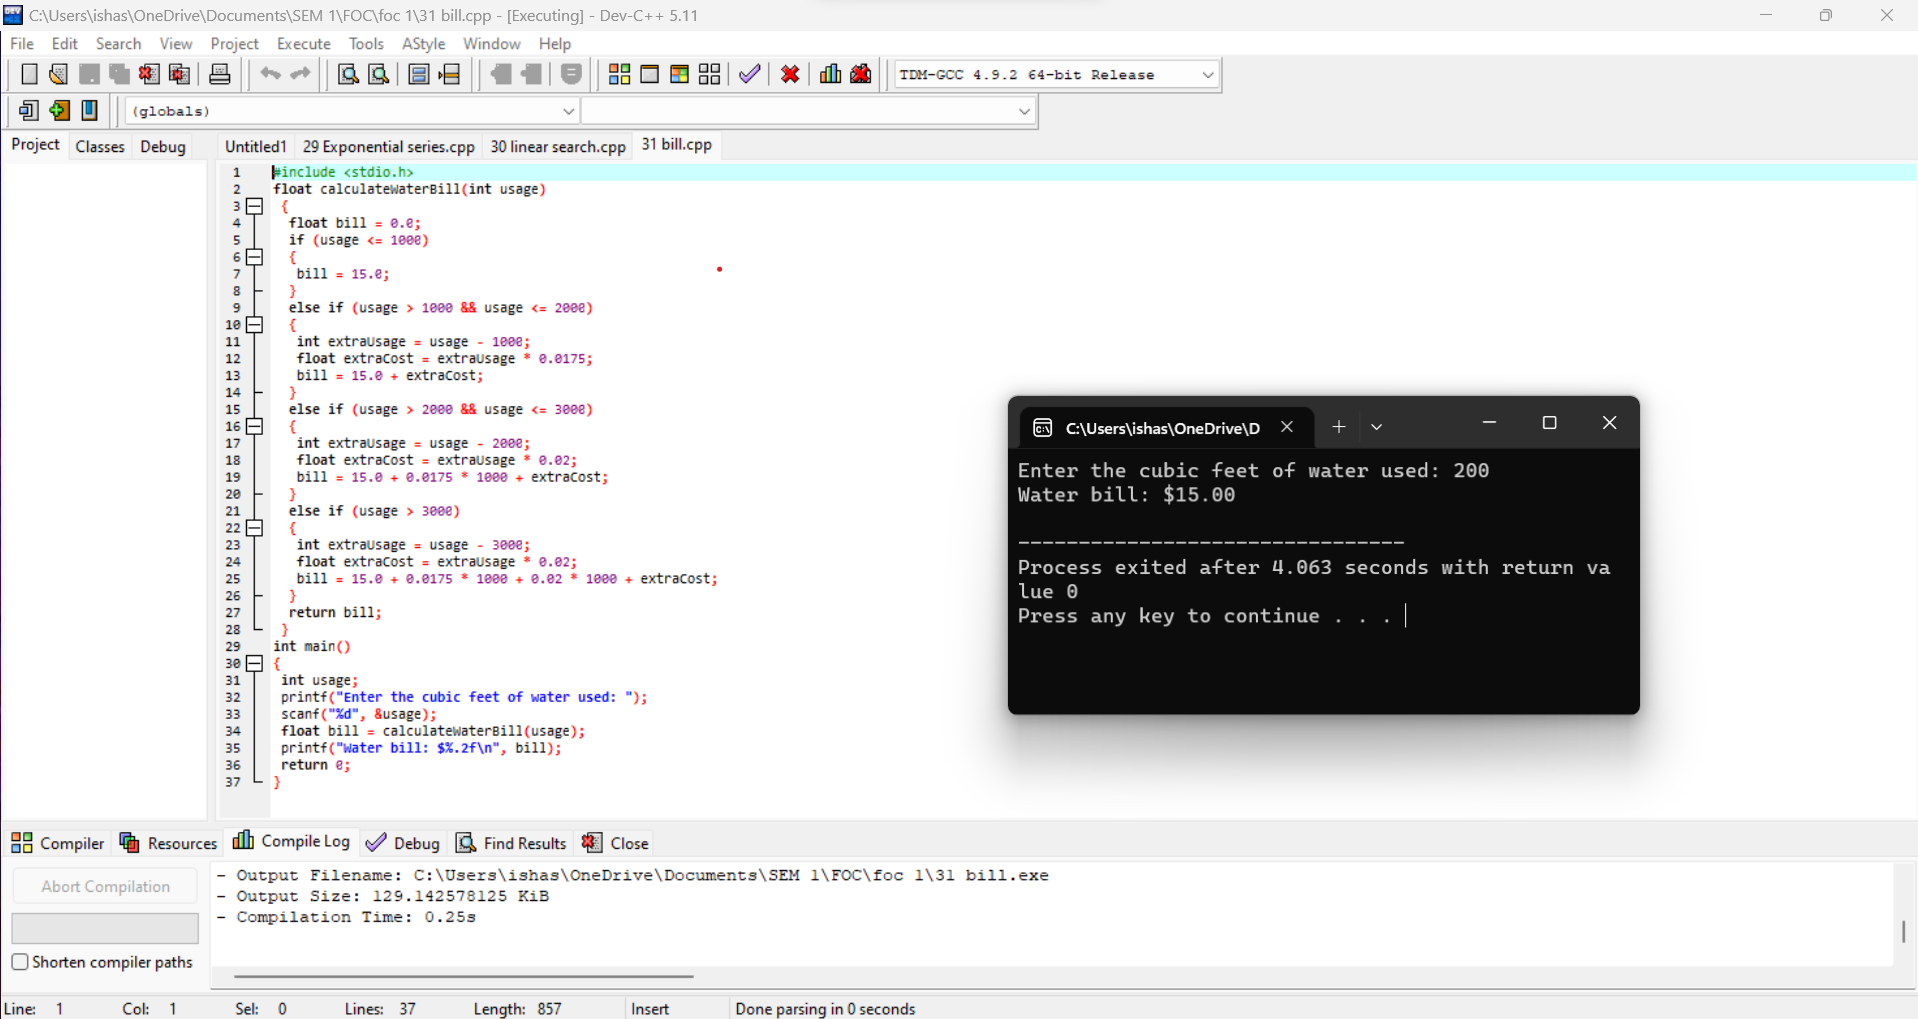 C:\Users\ishas\OneDrive\Documents\SEM 1\FOC\foc 1\31 bill.cpp - [Executing] - Dev-C++ 5.11
File Edit Search View Project Execute Tools AStyle Window Help
TDM-GCC 4.9.2 64-bit Release
(globals)
Project Classes Debug
Untitled1 29 Exponential series.cpp 30 linear search.cpp 31 bill.cpp
1 #include <stdio.h>
2 float calculateWaterBill(int usage)
3 {
4 float bill = 0.0;
5 if (usage <= 1000)
6 {
7 bill = 15.0;
8 }
9 else if (usage > 1000 && usage <= 2000)
10 {
11 int extraUsage = usage - 1000;
12 float extraCost = extraUsage * 0.0175;
13 bill = 15.0 + extraCost;
14 }
15 else if (usage > 2000 && usage <= 3000)
16 {
17 int extraUsage = usage - 2000;
18 float extraCost = extraUsage * 0.02;
19 bill = 15.0 + 0.0175 * 1000 + extraCost;
20 }
21 else if (usage > 3000)
22 {
23 int extraUsage = usage - 3000;
24 float extraCost = extraUsage * 0.02;
25 bill = 15.0 + 0.0175 * 1000 + 0.02 * 1000 + extraCost;
26 }
27 return bill;
28 }
29 int main()
30 {
31 int usage;
32 printf("Enter the cubic feet of water used: ");
33 scanf("%d", &usage);
34 float bill = calculateWaterBill(usage);
35 printf("Water bill: $%.2f\n", bill);
36 return 0;
37 }
C:\Users\ishas\OneDrive\D
Enter the cubic feet of water used: 200
Water bill: $15.00
--------------------------------
Process exited after 4.063 seconds with return va
lue 0
Press any key to continue . . .
Compiler Resources Compile Log Debug Find Results Close
Abort Compilation
Shorten compiler paths
- Output Filename: C:\Users\ishas\OneDrive\Documents\SEM 1\FOC\foc 1\31 bill.exe
- Output Size: 129.142578125 KiB
- Compilation Time: 0.25s
Line: 1 Col: 1 Sel: 0 Lines: 37 Length: 857 Insert Done parsing in 0 seconds